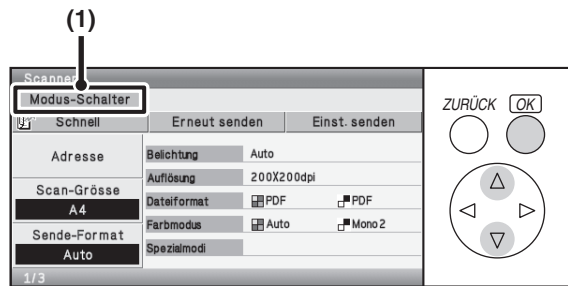 (1)
Scanner
Modus-Schalter
Schnell Erneut senden Einst. senden
Adresse
Scan-Grösse
A4
Sende-Format
Auto
Belichtung Auto
Auflösung 200X200dpi
Dateiformat PDF PDF
Farbmodus Auto Mono2
Spezialmodi
1/3
ZURÜCK OK